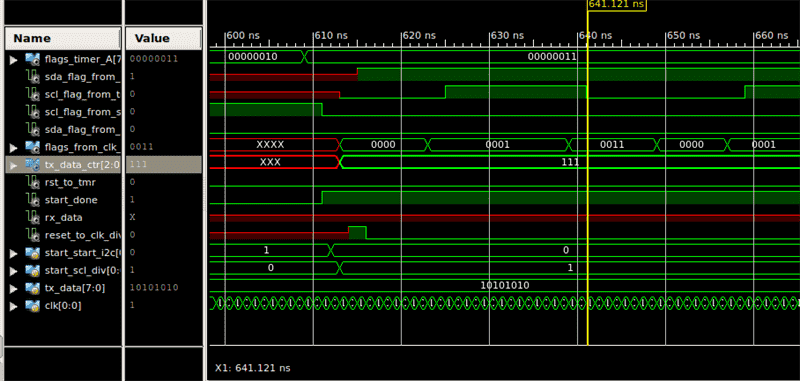 641.121 ns
Name
Value
600 ns
610 ns
620 ns
630 ns
640 ns
650 ns
660 ns
flags_timer_A[7
00000011
00000010
00000011
sda_flag_from_
1
scl_flag_from_t
0
scl_flag_from_s
0
sda_flag_from_
0
flags_from_clk_
0011
XXXX
0000
0001
0011
0000
0001
tx_data_ctr[2:0
111
XXX
111
rst_to_tmr
0
start_done
1
rx_data
X
reset_to_clk_div
0
start_start_i2c[
0
1
0
start_scl_div[0:
1
0
1
tx_data[7:0]
10101010
10101010
clk[0:0]
1
X1: 641.121 ns